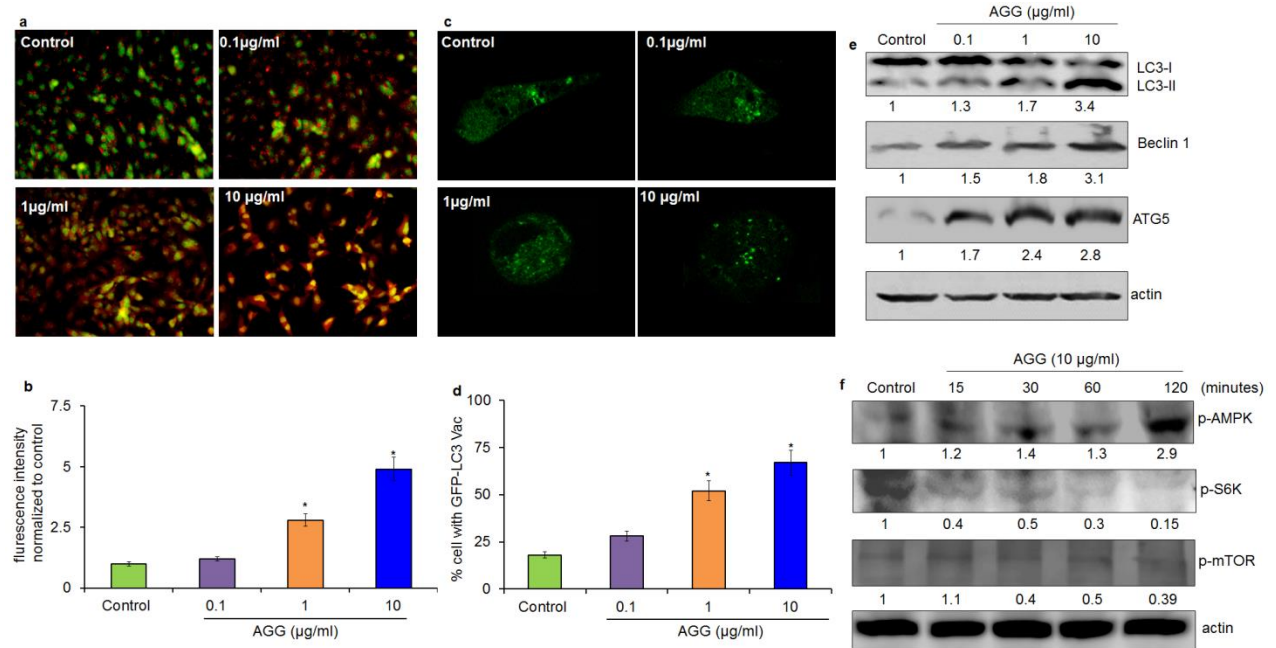 a
Control
0.1µg/ml
1µg/ml
10 µg/ml
b
flurescence intensity
normalized to control
7.5
5
2.5
0
*
*
Control
0.1
1
10
AGG (µg/ml)
c
Control
0.1µg/ml
1µg/ml
10 µg/ml
d
% cell with GFP-LC3 Vac
100
75
50
25
0
*
*
Control
0.1
1
10
AGG (µg/ml)
e
AGG (µg/ml)
Control 0.1 1 10
LC3-I
LC3-II
1 1.3 1.7 3.4
Beclin 1
1 1.5 1.8 3.1
ATG5
1 1.7 2.4 2.8
actin
f
AGG (10 µg/ml)
Control 15 30 60 120 (minutes)
p-AMPK
1 1.2 1.4 1.3 2.9
p-S6K
1 0.4 0.5 0.3 0.15
p-mTOR
1 1.1 0.4 0.5 0.39
actin